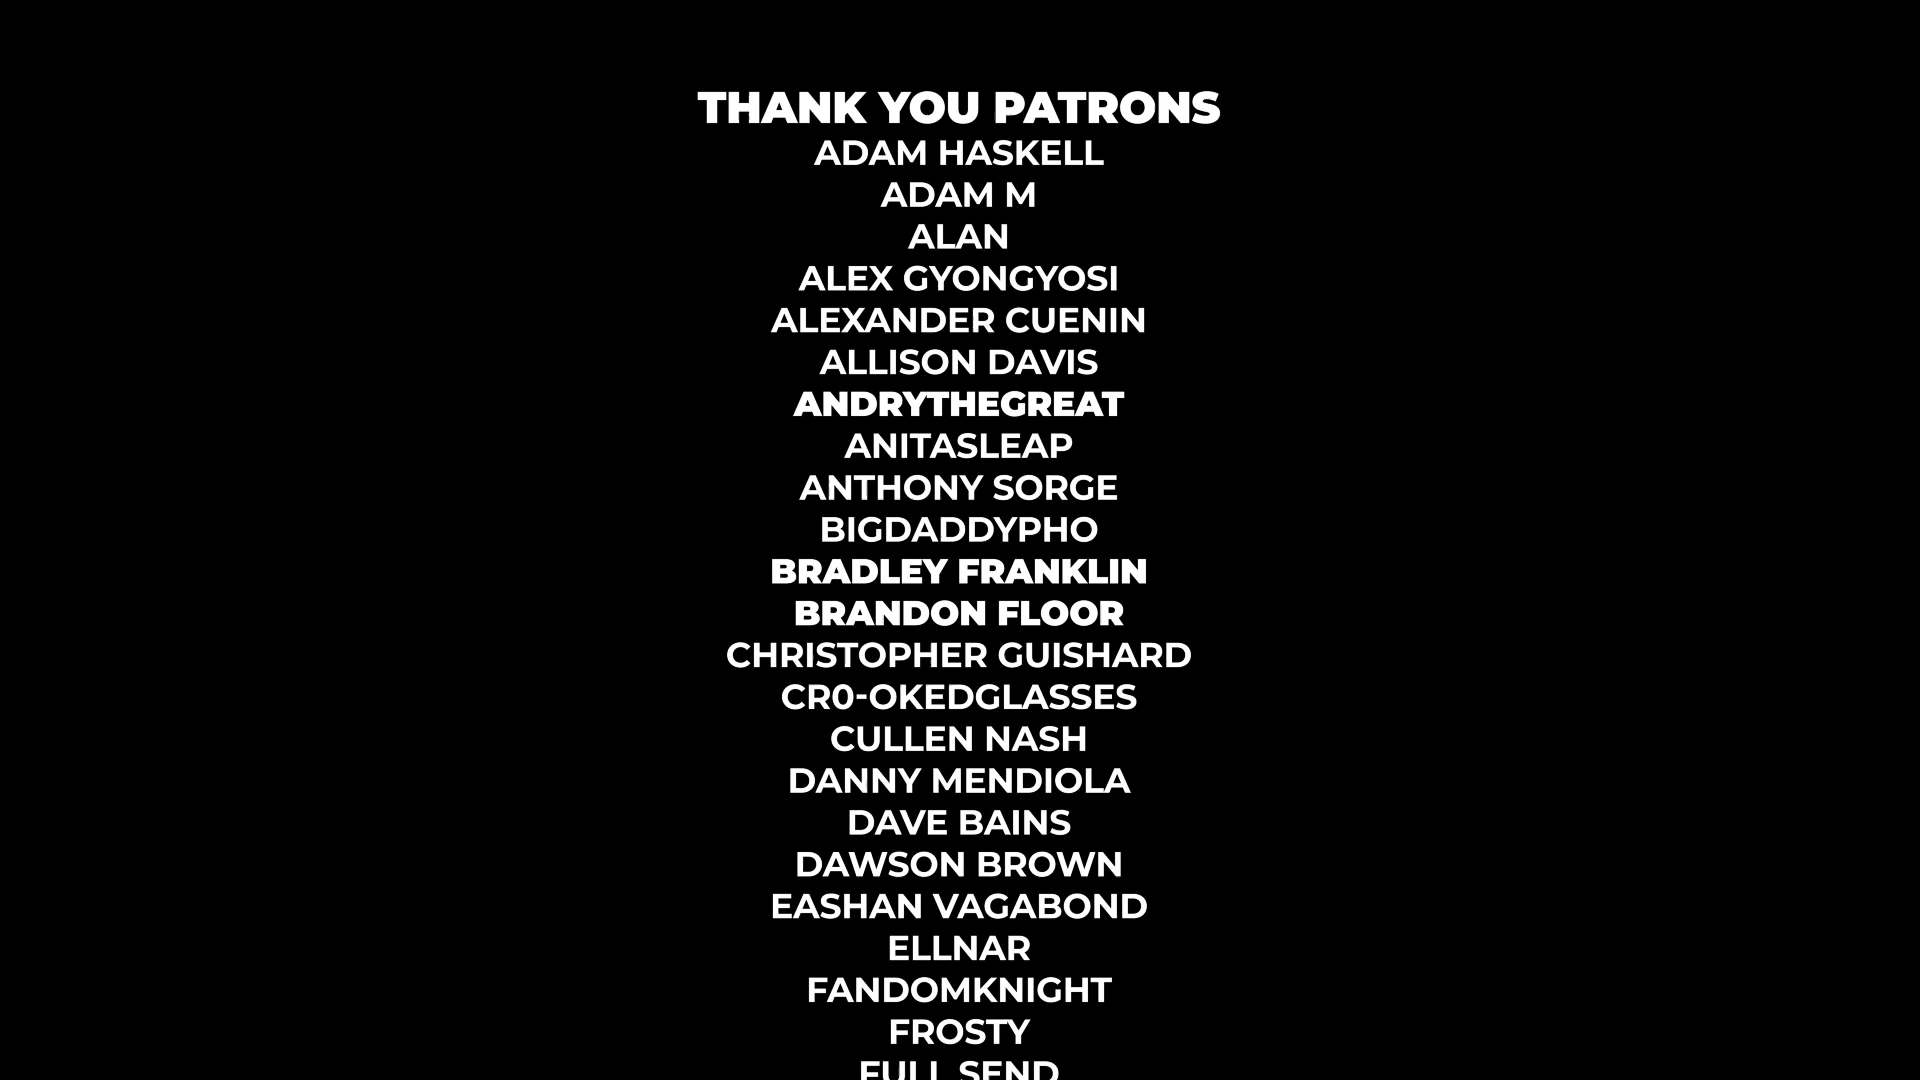 THANK YOU PATRONS
ADAM HASKELL
ADAM M
ALAN
ALEX GYONGYOSI
ALEXANDER CUENIN
ALLISON DAVIS
ANDRYTHEGREAT
ANITASLEAP
ANTHONY SORGE
BIGDADDYPHO
BRADLEY FRANKLIN
BRANDON FLOOR
CHRISTOPHER GUISHARD
CR0-OKEDGLASSES
CULLEN NASH
DANNY MENDIOLA
DAVE BAINS
DAWSON BROWN
EASHAN VAGABOND
ELLNAR
FANDOMKNIGHT
FROSTY
FULL SEND